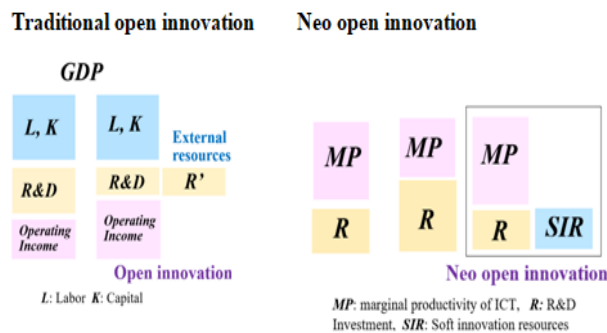 Traditional open innovation
Neo open innovation
GDP
L, K
L, K
External
resources
R&D
R&D
R’
Operating
Income
Operating
Income
Open innovation
L: Labor K: Capital
MP
MP
MP
R
R
R
SIR
Neo open innovation
MP: marginal productivity of ICT, R: R&D
Investment, SIR: Soft innovation resources